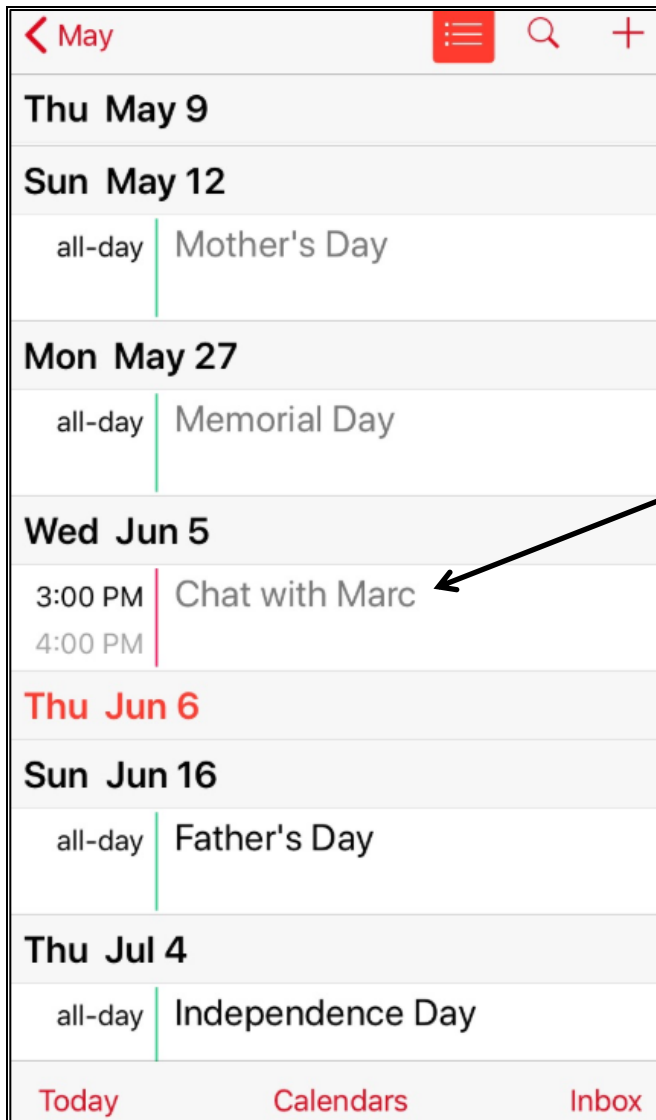 May
Thu May 9
Sun May 12
all-day Mother's Day
Mon May 27
all-day Memorial Day
Wed Jun 5
3:00 PM Chat with Marc
4:00 PM
Thu Jun 6
Sun Jun 16
all-day Father's Day
Thu Jul 4
all-day Independence Day
Today Calendars Inbox